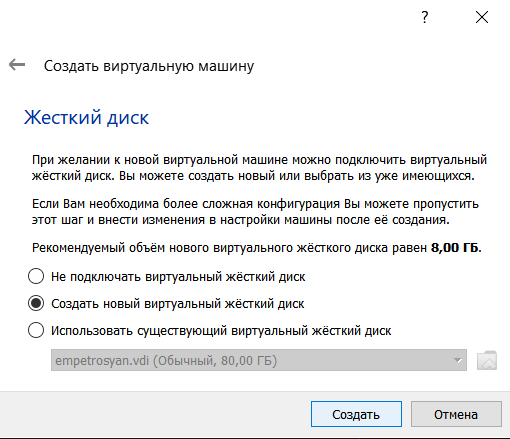 ?
Создать виртуальную машину
Жесткий диск
При желании к новой виртуальной машине можно подключить виртуальный
жёсткий диск. Вы можете создать новый или выбрать из уже имеющихся.
Если Вам необходима более сложная конфигурация Вы можете пропустить
этот шаг и внести изменения в настройки машины после её создания.
Рекомендуемый объём нового виртуального жёсткого диска равен 8,00 ГБ.
Не подключать виртуальный жёсткий диск
Создать новый виртуальный жёсткий диск
Использовать существующий виртуальный жёсткий диск
empetrosyan.vdi (Обычный, 80,00 ГБ)
Создать Отмена